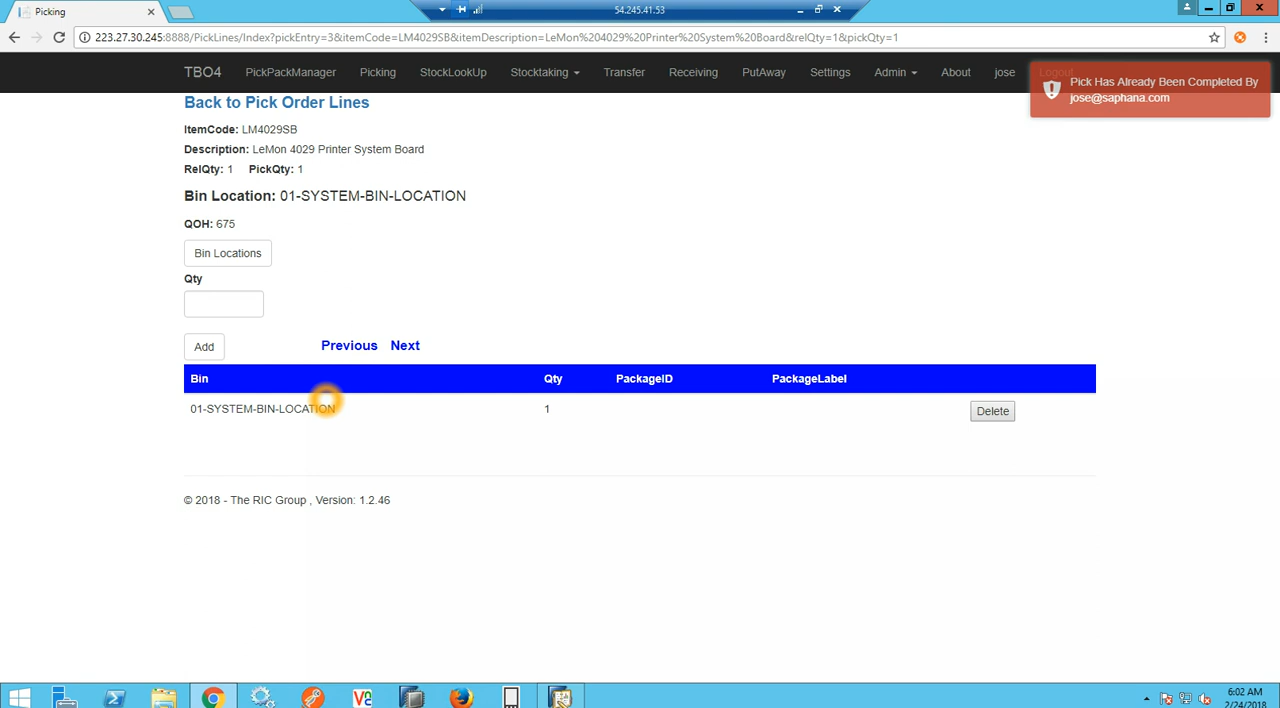 Picking
54.245.41.53
223.27.30.245:8888/PickLines/Index?pickEntry=3&itemCode=LM4029SB&itemDescription=LeMon%204029%20Printer%20System%20Board&relQty=1&pickQty=1
TBO4 PickPackManager Picking StockLookUp Stocktaking Transfer Receiving PutAway Settings Admin About jose Logout
Pick Has Already Been Completed By
jose@saphana.com
Back to Pick Order Lines
ItemCode: LM4029SB
Description: LeMon 4029 Printer System Board
RelQty: 1 PickQty: 1
Bin Location: 01-SYSTEM-BIN-LOCATION
QOH: 675
Bin Locations
Qty
Add Previous Next
Bin Qty PackageID PackageLabel
01-SYSTEM-BIN-LOCATION 1 Delete
© 2018 - The RIC Group , Version: 1.2.46
6:02 AM
2/24/2018